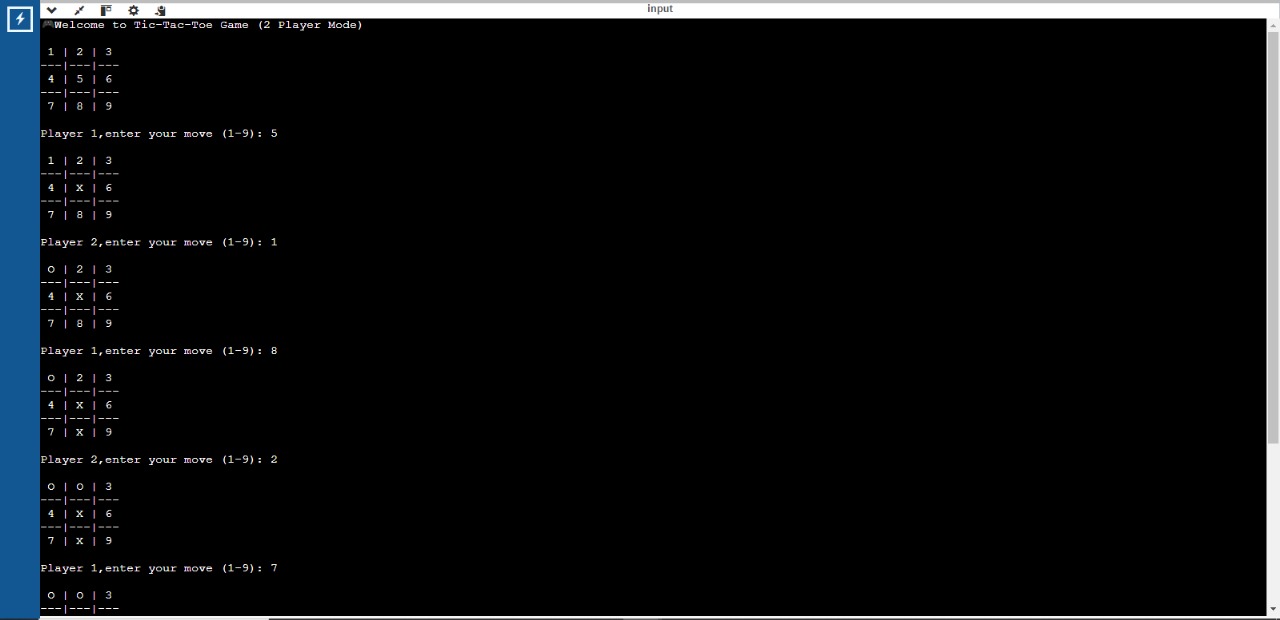 input
🎮Welcome to Tic-Tac-Toe Game (2 Player Mode)
1 | 2 | 3
---|---|---
4 | 5 | 6
---|---|---
7 | 8 | 9
Player 1,enter your move (1-9): 5
1 | 2 | 3
---|---|---
4 | X | 6
---|---|---
7 | 8 | 9
Player 2,enter your move (1-9): 1
O | 2 | 3
---|---|---
4 | X | 6
---|---|---
7 | 8 | 9
Player 1,enter your move (1-9): 8
O | 2 | 3
---|---|---
4 | X | 6
---|---|---
7 | X | 9
Player 2,enter your move (1-9): 2
O | O | 3
---|---|---
4 | X | 6
---|---|---
7 | X | 9
Player 1,enter your move (1-9): 7
O | O | 3
---|---|---